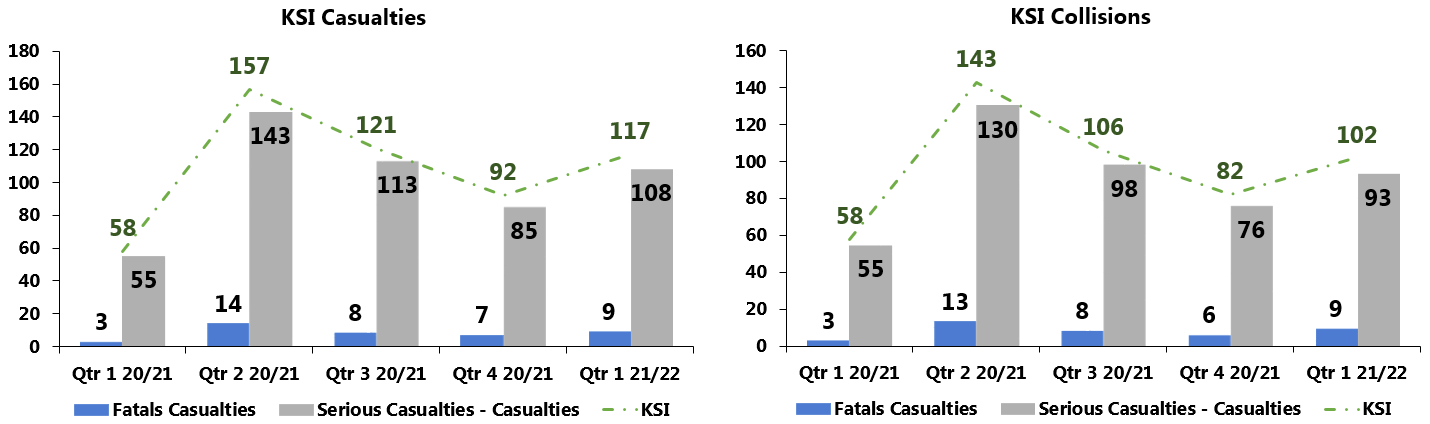 KSI Casualties
180
160
140
120
100
80
60
40
20
0
58
157
121
92
117
55
143
113
85
108
3
14
8
7
9
Qtr 1 20/21
Qtr 2 20/21
Qtr 3 20/21
Qtr 4 20/21
Qtr 1 21/22
Fatals Casualties
Serious Casualties - Casualties
KSI
KSI Collisions
160
140
120
100
80
60
40
20
0
58
143
106
82
102
55
130
98
76
93
3
13
8
6
9
Qtr 1 20/21
Qtr 2 20/21
Qtr 3 20/21
Qtr 4 20/21
Qtr 1 21/22
Fatals Casualties
Serious Casualties - Casualties
KSI